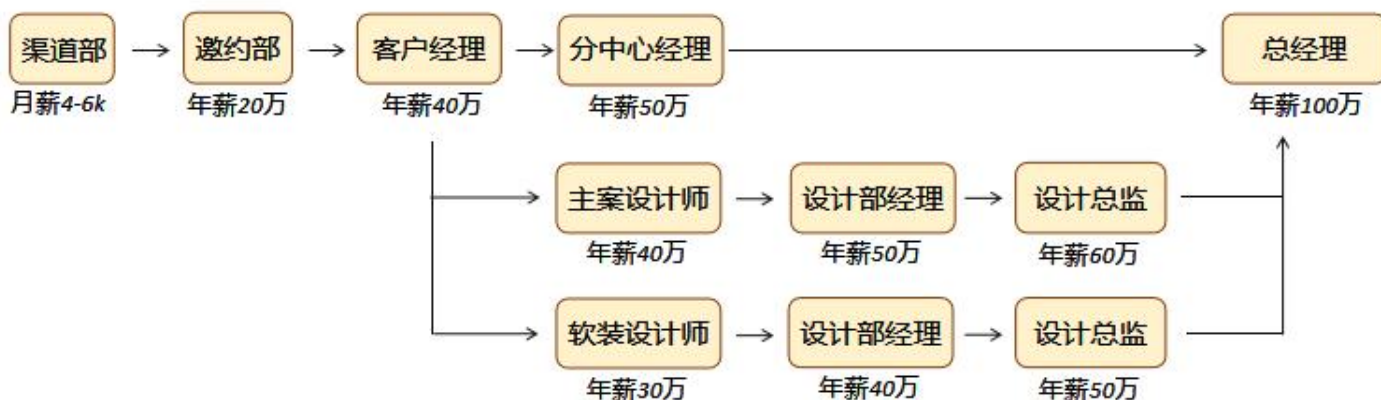 渠道部
邀约部
客户经理
分中心经理
总经理
月薪4-6k
年薪20万
年薪40万
年薪50万
年薪100万
主案设计师
设计部经理
设计总监
年薪40万
年薪50万
年薪60万
软装设计师
设计部经理
设计总监
年薪30万
年薪40万
年薪50万